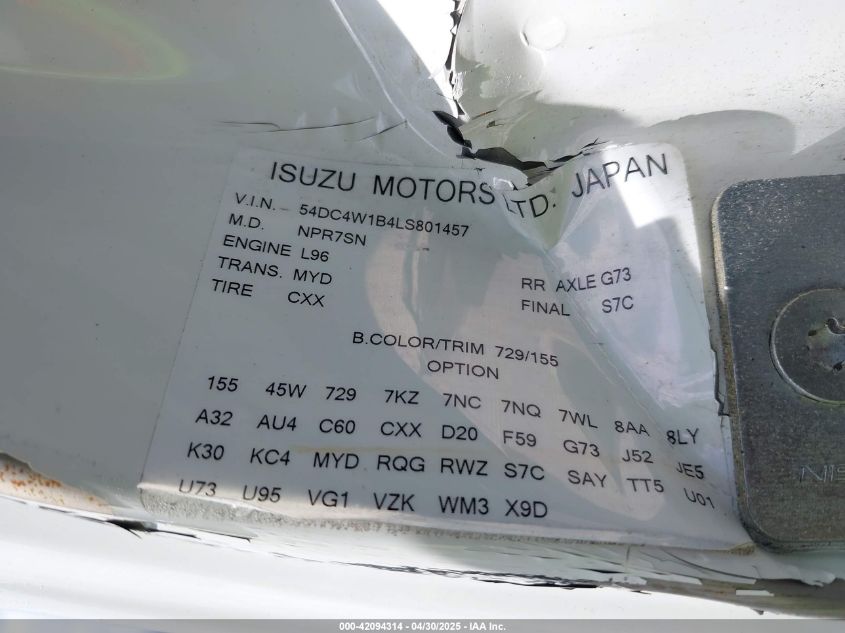 ISUZU MOTORS LTD. JAPAN
V.I.N. - 54DC4W1B4LS801457
M.D. NPR7SN
ENGINE L96
TRANS. MYD RR AXLE G73
TIRE CXX FINAL S7C
B.COLOR/TRIM 729/155
OPTION
155 45W 729 7KZ 7NC 7NQ 7WL 8AA 8LY
A32 AU4 C60 CXX D20 F59 G73 J52 JE5
K30 KC4 MYD RQG RWZ S7C SAY TT5 U01
U73 U95 VG1 VZK WM3 X9D
000-42094314 - 04/30/2025 - IAA Inc.